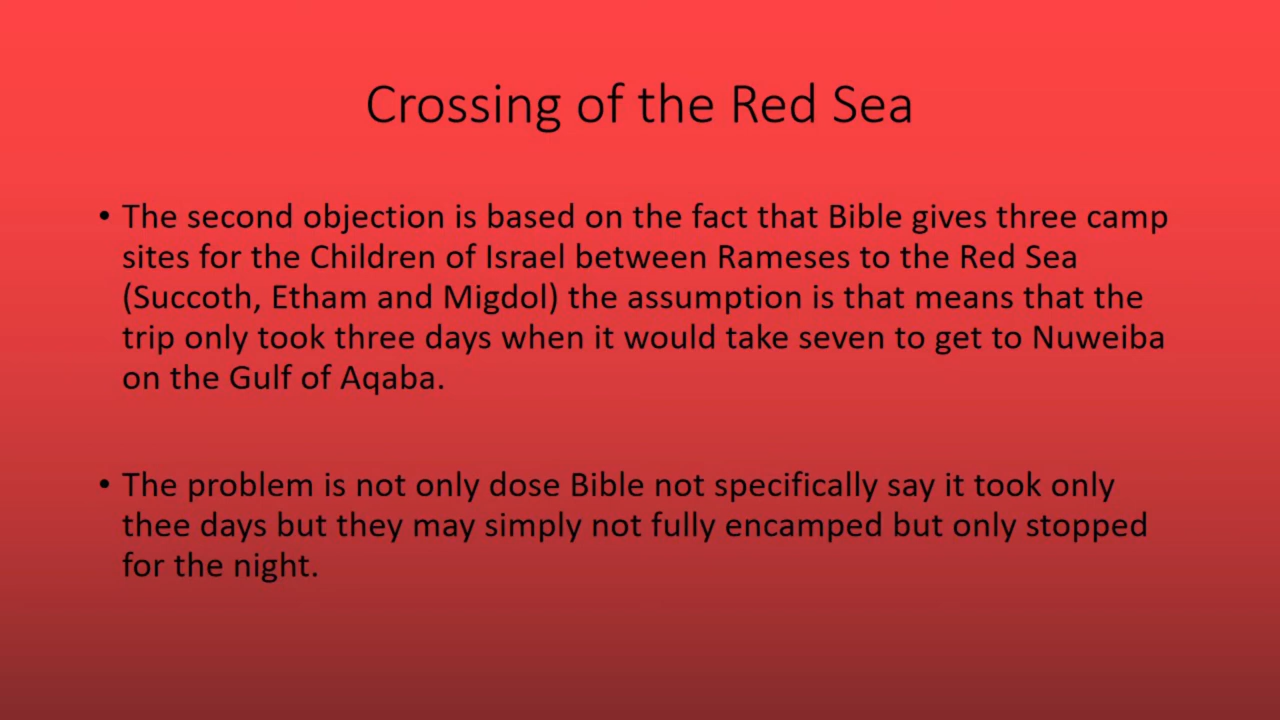 Crossing of the Red Sea
• The second objection is based on the fact that Bible gives three camp
sites for the Children of Israel between Rameses to the Red Sea
(Succoth, Etham and Migdol) the assumption is that means that the
trip only took three days when it would take seven to get to Nuweiba
on the Gulf of Aqaba.
• The problem is not only dose Bible not specifically say it took only
thee days but they may simply not fully encamped but only stopped
for the night.